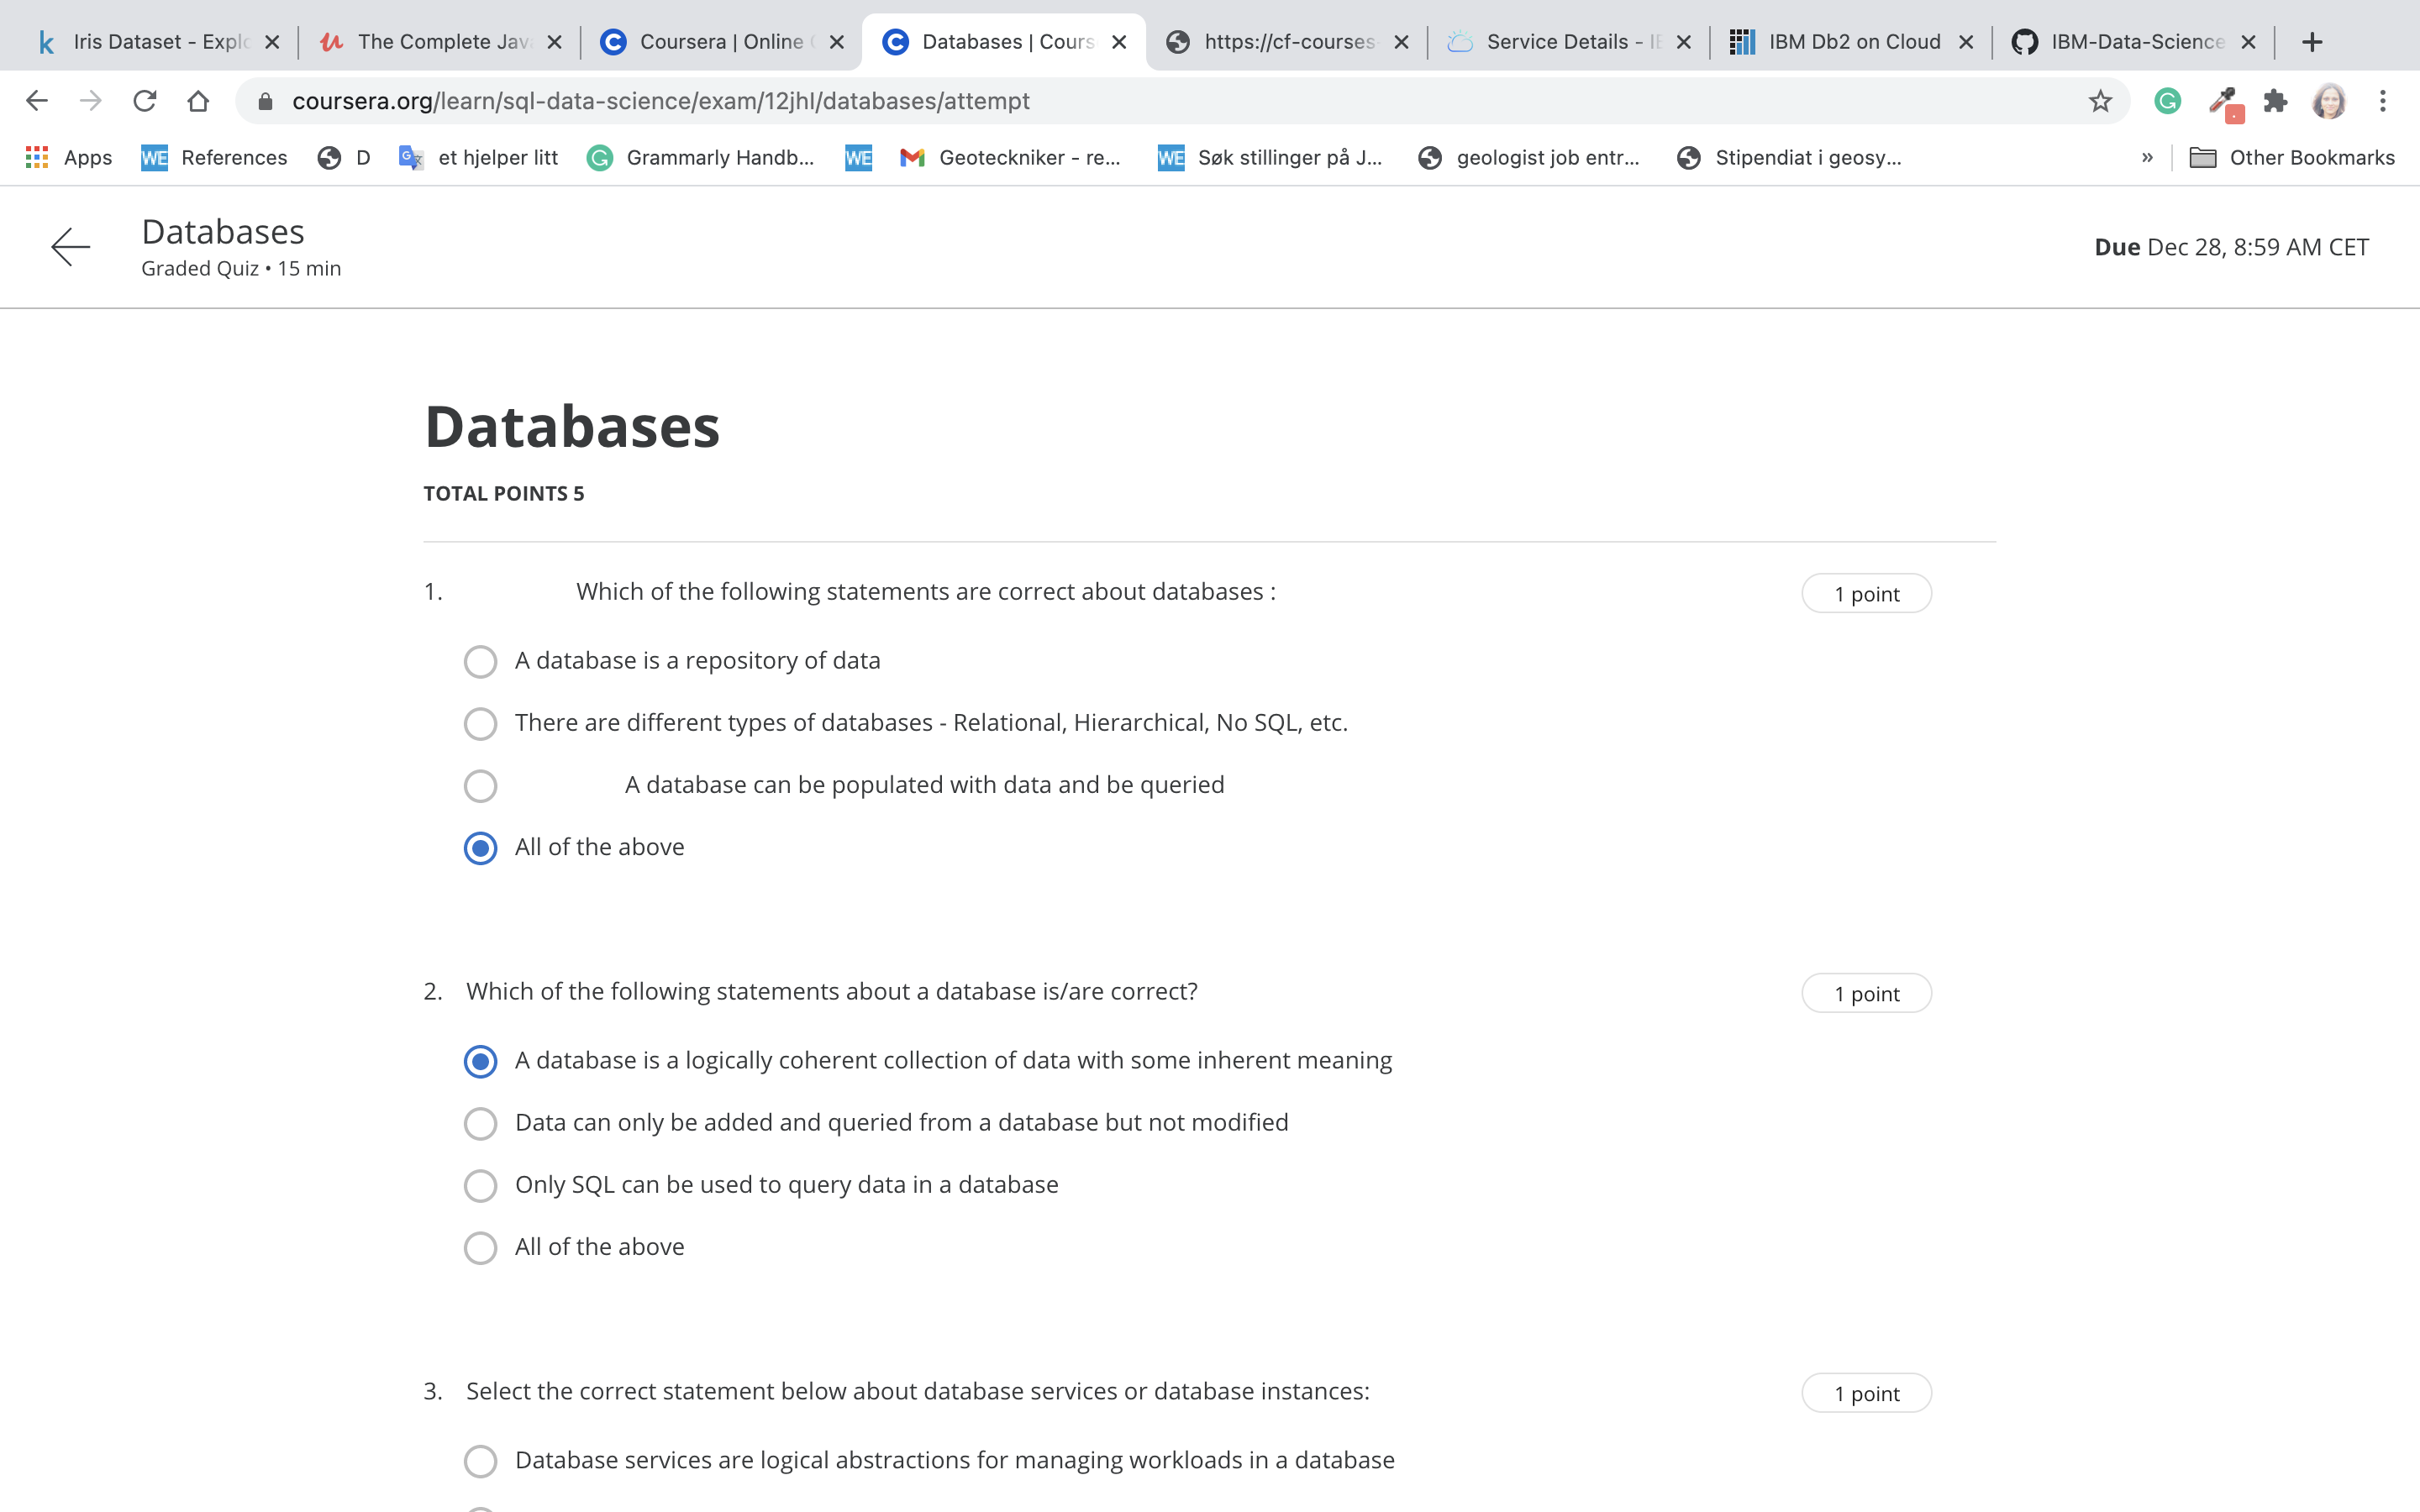 Iris Dataset - Explo
The Complete Jav
Coursera | Online
Databases | Cours
https://cf-courses-
Service Details - IB
IBM Db2 on Cloud
IBM-Data-Science
coursera.org/learn/sql-data-science/exam/12jhl/databases/attempt
Apps
WE References
D
et hjelper litt
Grammarly Handb...
WE
Geoteckniker - re...
WE Søk stillinger på J...
geologist job entr...
Stipendiat i geosy...
»
Other Bookmarks
Databases
Graded Quiz • 15 min
Due Dec 28, 8:59 AM CET
Databases
TOTAL POINTS 5
1. Which of the following statements are correct about databases :
1 point
A database is a repository of data
There are different types of databases - Relational, Hierarchical, No SQL, etc.
A database can be populated with data and be queried
All of the above
2. Which of the following statements about a database is/are correct?
1 point
A database is a logically coherent collection of data with some inherent meaning
Data can only be added and queried from a database but not modified
Only SQL can be used to query data in a database
All of the above
3. Select the correct statement below about database services or database instances:
1 point
Database services are logical abstractions for managing workloads in a database